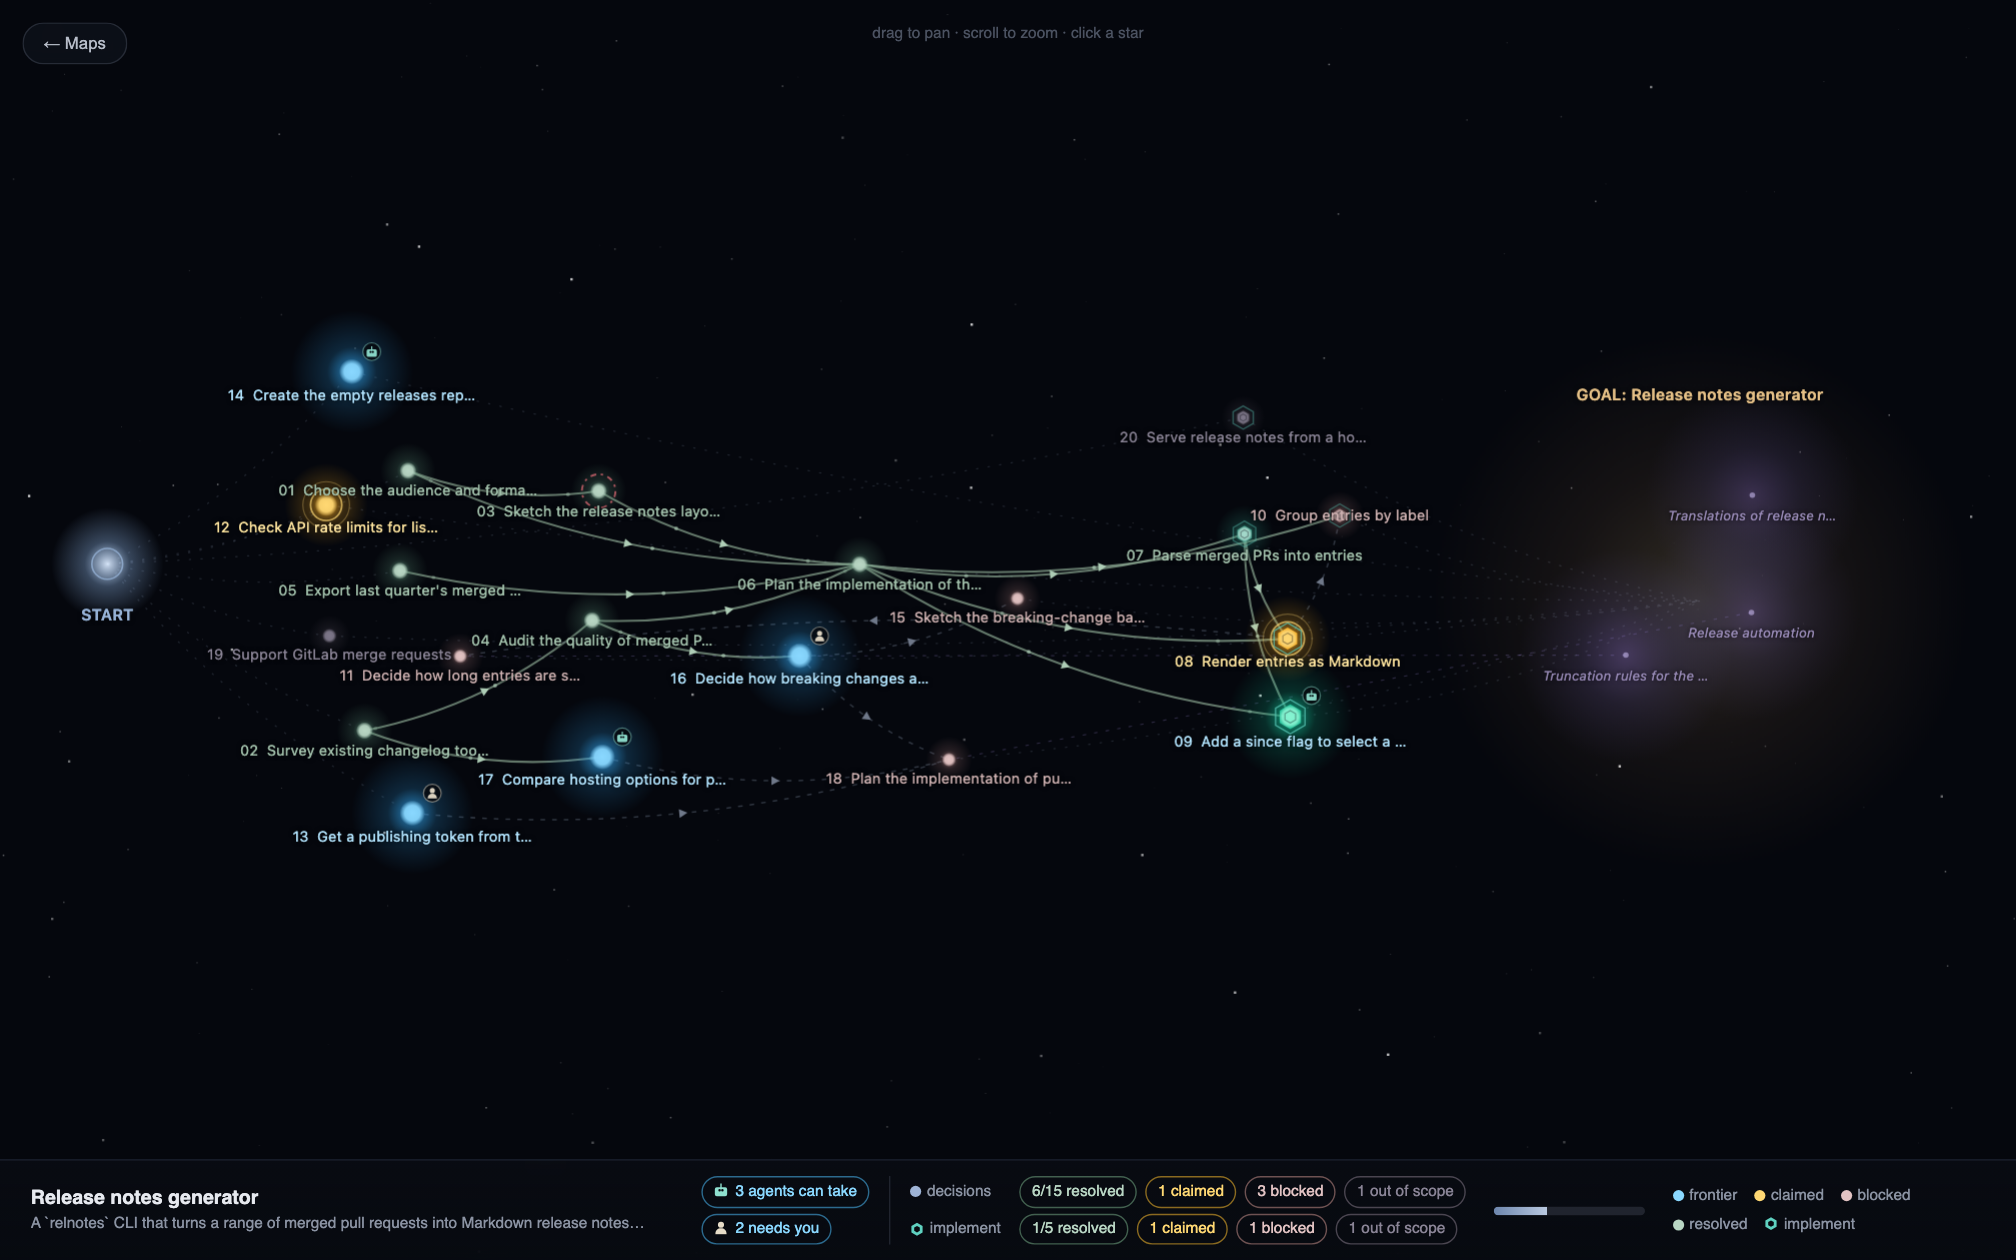 ← Maps
drag to pan · scroll to zoom · click a star
14 Create the empty releases rep...
GOAL: Release notes generator
20 Serve release notes from a ho...
01 Choose the audience and forma...
03 Sketch the release notes layo...
12 Check API rate limits for lis...
10 Group entries by label
Translations of release n...
07 Parse merged PRs into entries
START
05 Export last quarter's merged ...
06 Plan the implementation of th...
15 Sketch the breaking-change ba...
Release automation
04 Audit the quality of merged P...
19 Support GitLab merge requests
08 Render entries as Markdown
11 Decide how long entries are s...
16 Decide how breaking changes a...
Truncation rules for the ...
02 Survey existing changelog too...
09 Add a since flag to select a ...
17 Compare hosting options for p...
18 Plan the implementation of pu...
13 Get a publishing token from t...
Release notes generator
A `relnotes` CLI that turns a range of merged pull requests into Markdown release notes...
3 agents can take
2 needs you
decisions 6/15 resolved 1 claimed 3 blocked 1 out of scope
implement 1/5 resolved 1 claimed 1 blocked 1 out of scope
frontier claimed blocked
resolved implement